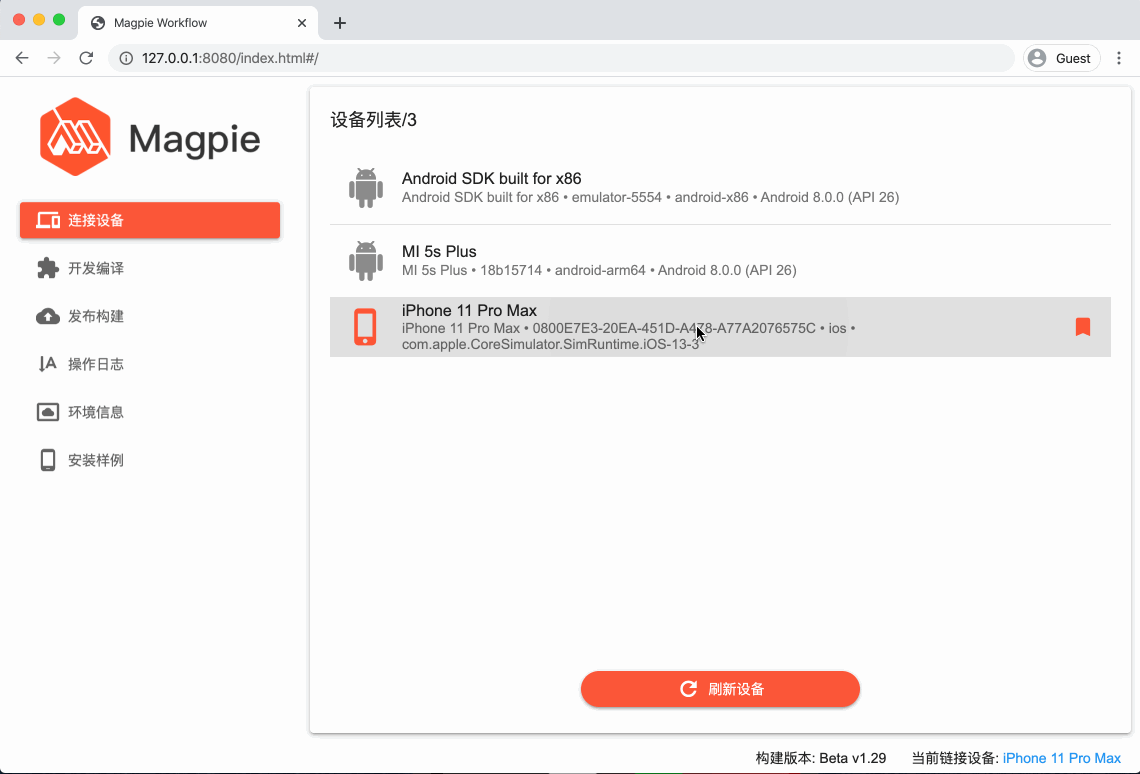 Magpie Workflow
127.0.0.1:8080/index.html#/
Guest
Magpie
连接设备
开发编译
发布构建
操作日志
环境信息
安装样例
设备列表/3
Android SDK built for x86
Android SDK built for x86 • emulator-5554 • android-x86 • Android 8.0.0 (API 26)
MI 5s Plus
MI 5s Plus • 18b15714 • android-arm64 • Android 8.0.0 (API 26)
iPhone 11 Pro Max
iPhone 11 Pro Max • 0800E7E3-20EA-451D-A478-A77A2076575C • ios •
com.apple.CoreSimulator.SimRuntime.iOS-13-3
刷新设备
构建版本: Beta v1.29
当前链接设备: iPhone 11 Pro Max